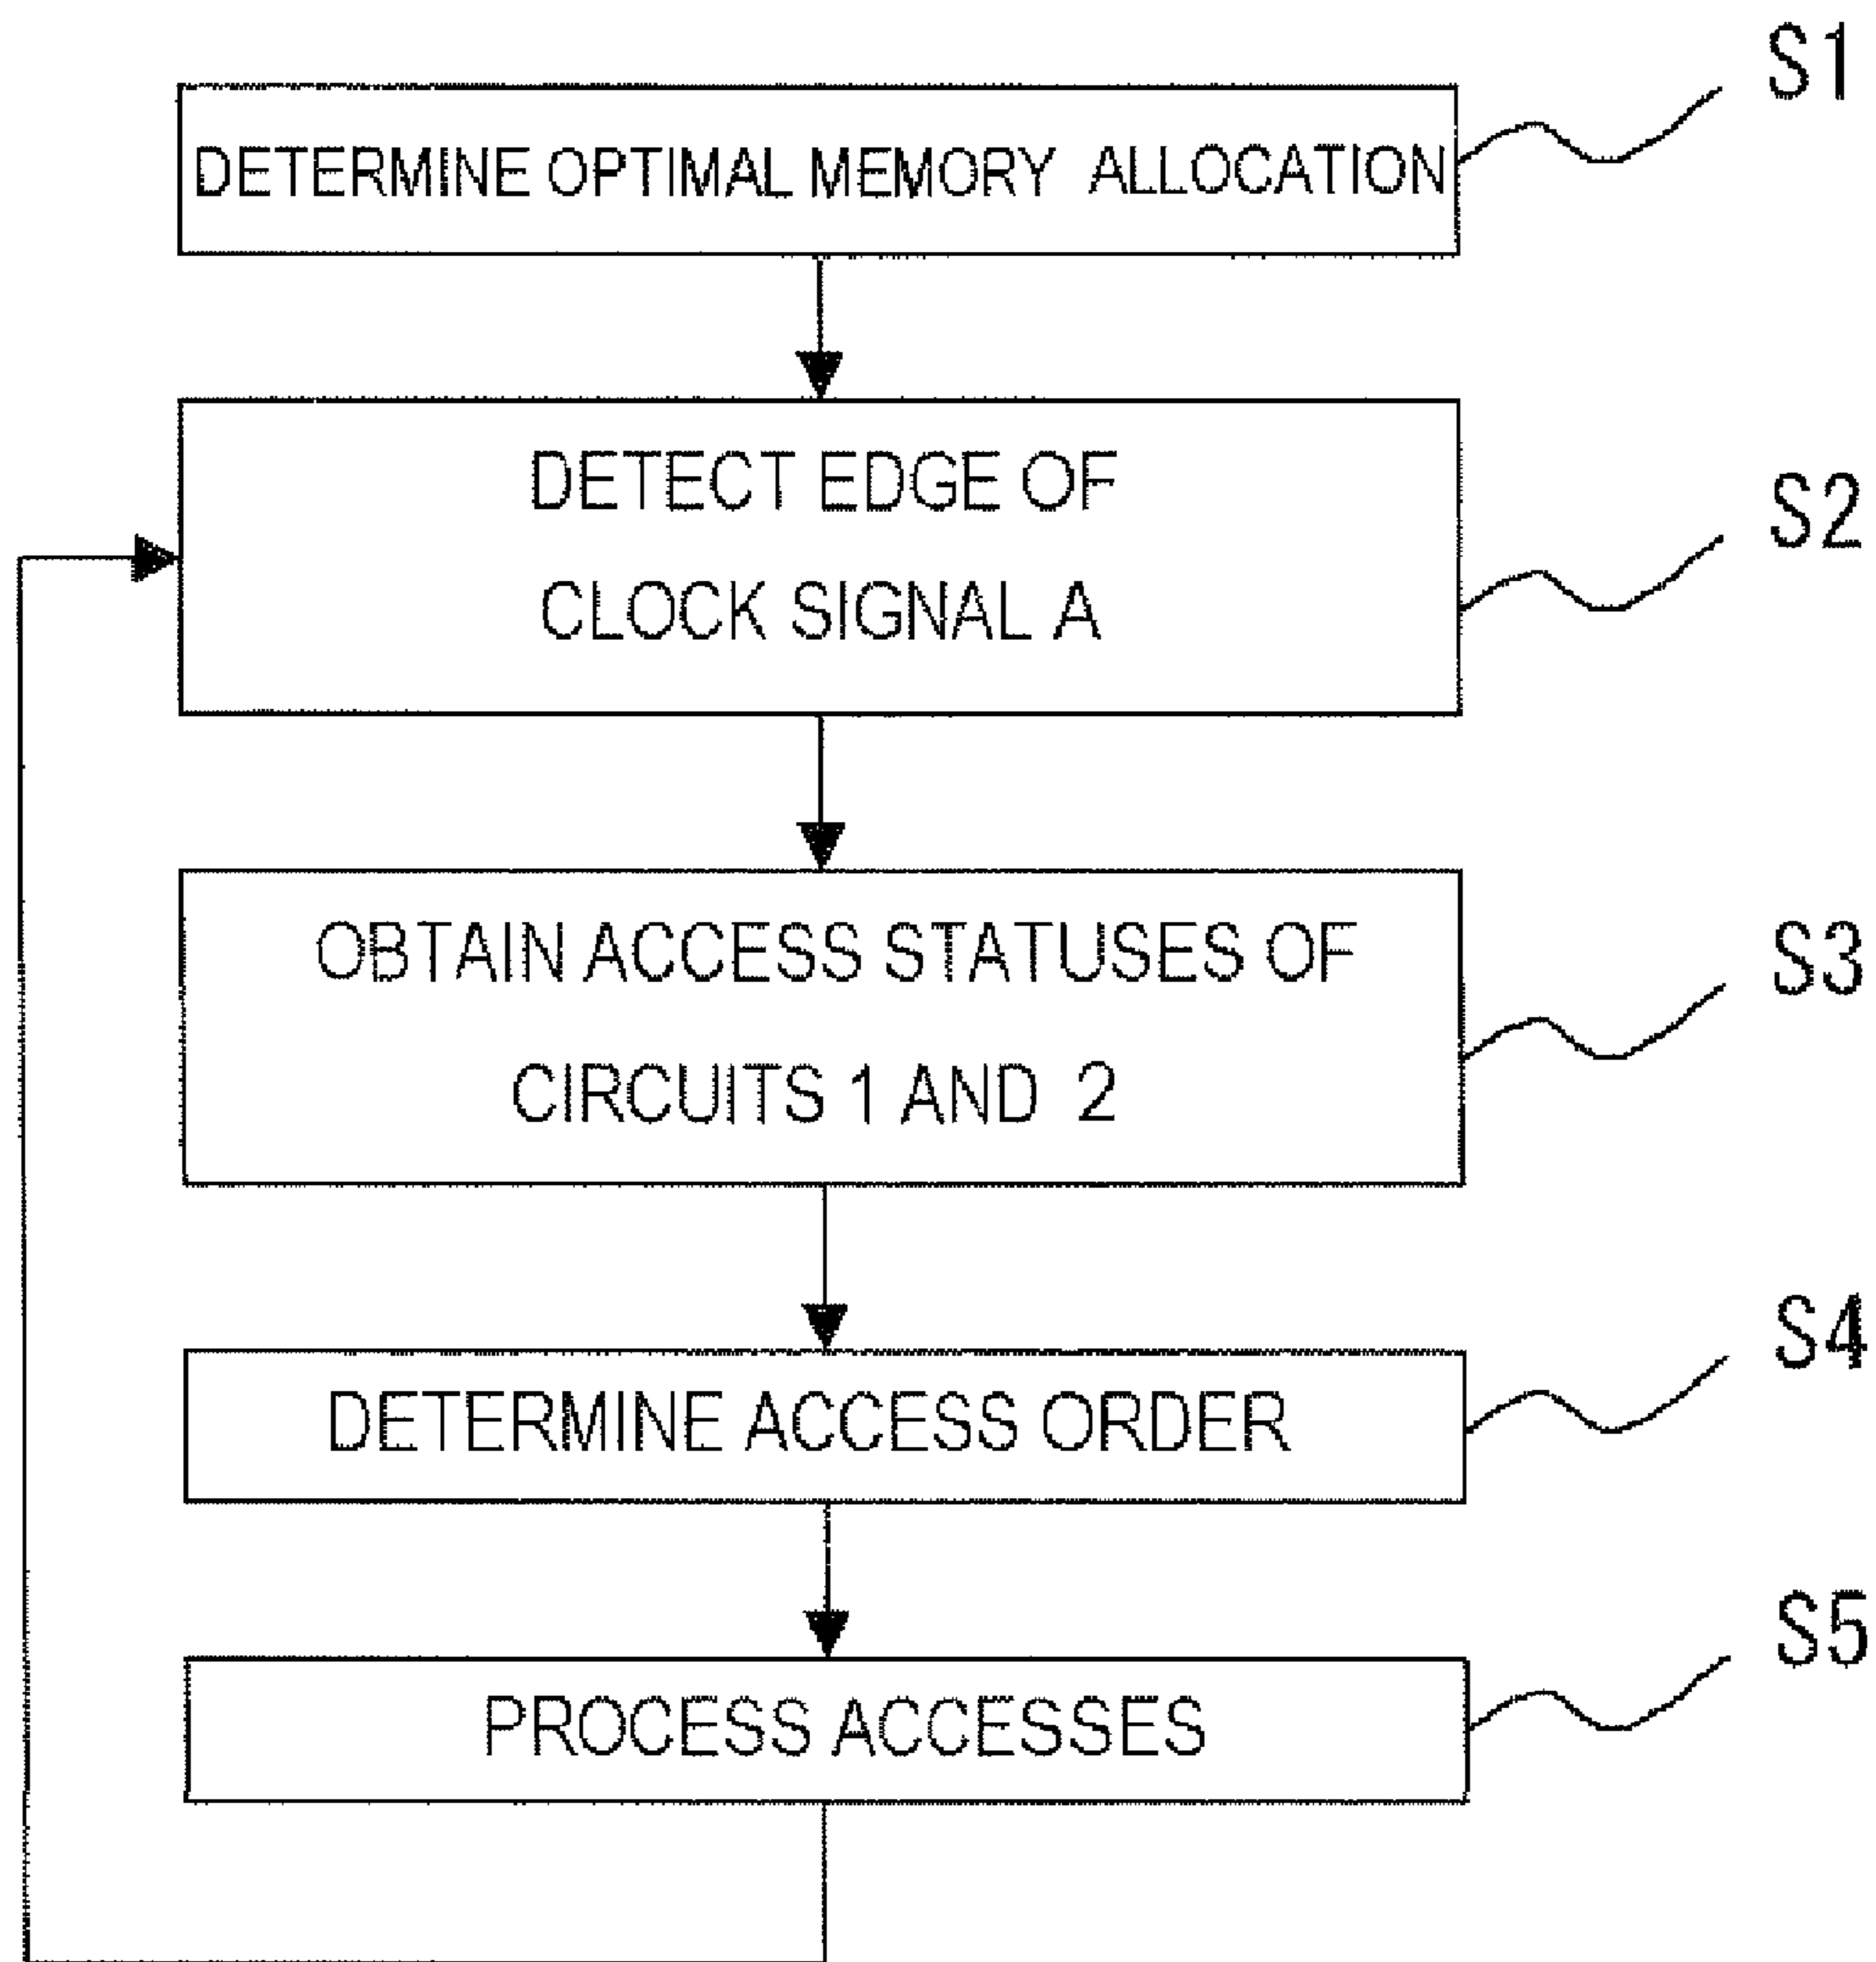 S1
DETERMINE OPTIMAL MEMORY ALLOCATION
DETECT EDGE OF
CLOCK SIGNAL A
S2
OBTAIN ACCESS STATUSES OF
CIRCUITS 1 AND 2
S3
DETERMINE ACCESS ORDER
S4
PROCESS ACCESSES
S5